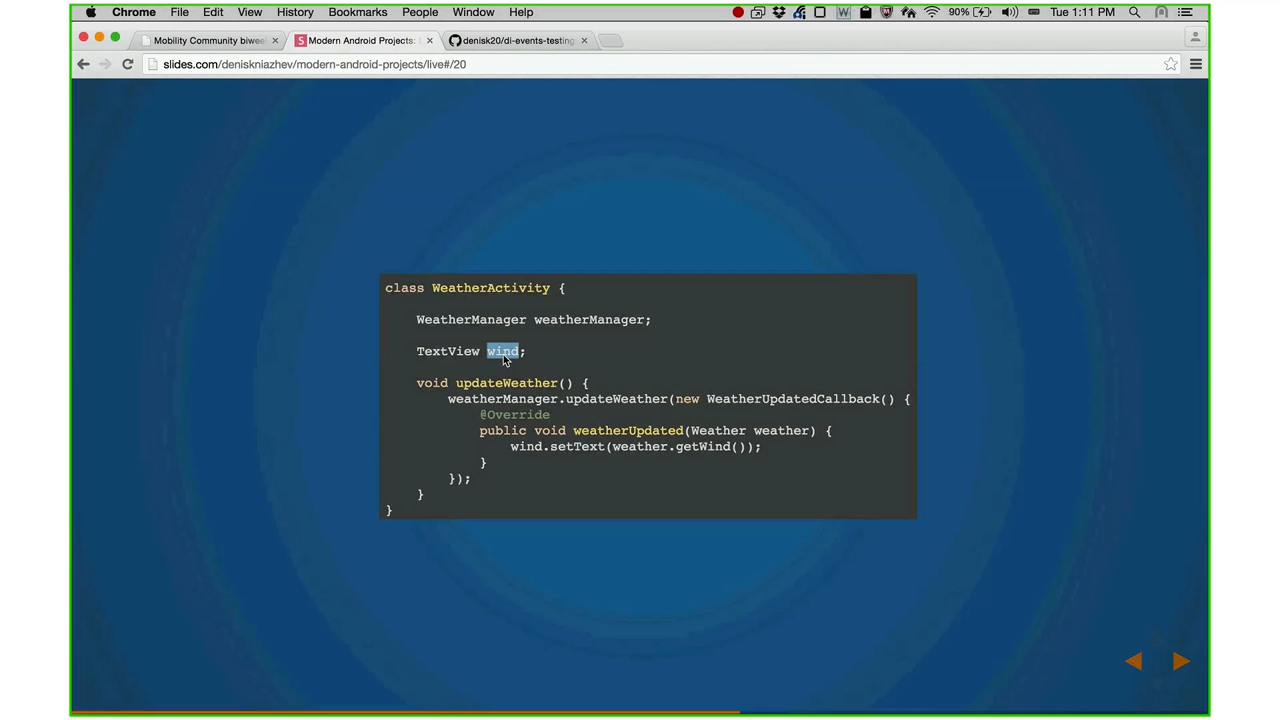 Chrome File Edit View History Bookmarks People Window Help 90% Tue 1:11 PM
Mobility Community biwee Modern Android Projects: denisk20/di-events-testing
slides.com/deniskniazhev/modern-android-projects/live#/20
class WeatherActivity {
WeatherManager weatherManager;
TextView wind;
void updateWeather() {
weatherManager.updateWeather(new WeatherUpdatedCallback() {
@Override
public void weatherUpdated(Weather weather) {
wind.setText(weather.getWind());
}
});
}
}